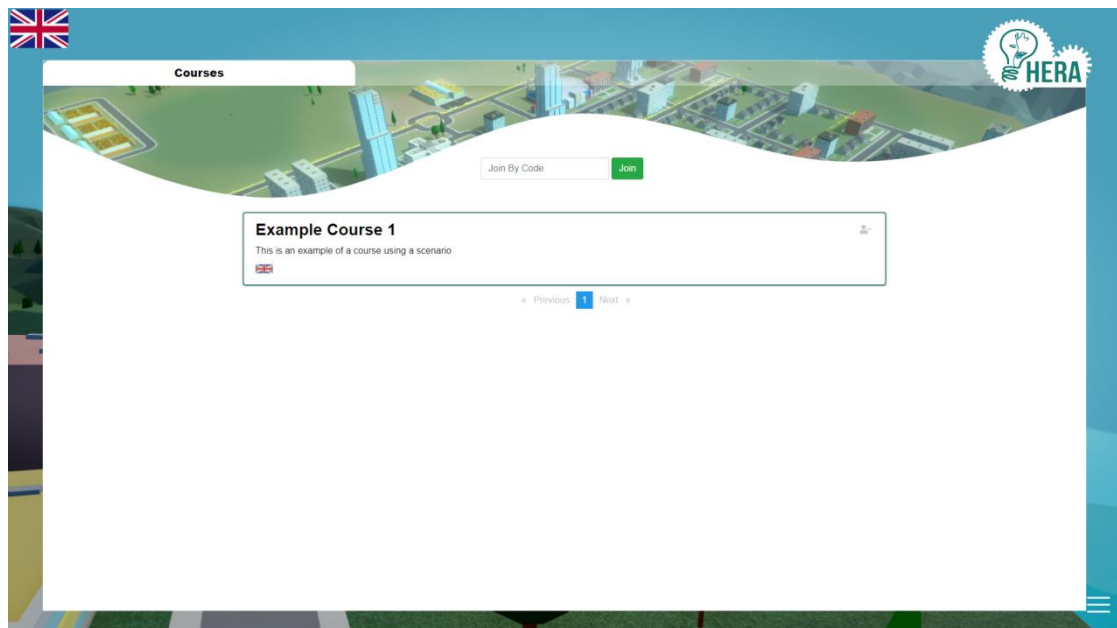 HERA
Courses
Join By Code Join
Example Course 1
This is an example of a course using a scenario
« Previous 1 Next »